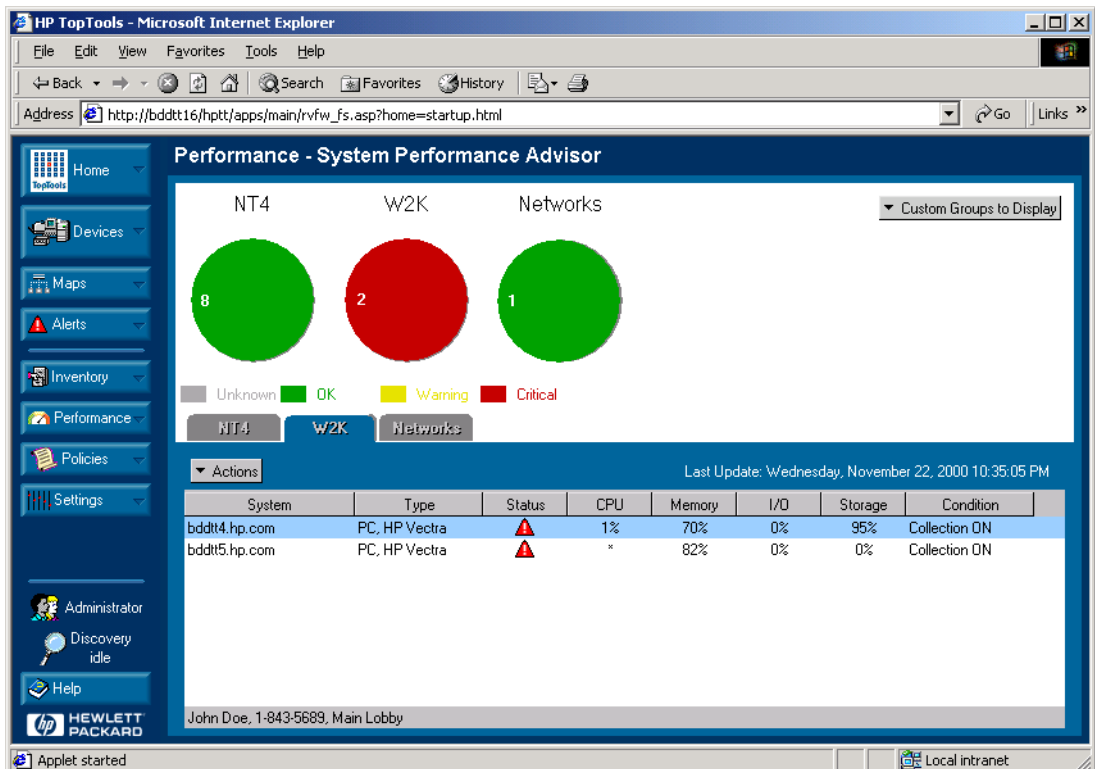 HP TopTools - Microsoft Internet Explorer
File Edit View Favorites Tools Help
Back Search Favorites History
Address http://bddtt16/hptt/apps/main/rvfw_fs.asp?home=startup.html Go Links »
TopTools Home
Devices
Maps
Alerts
Inventory
Performance
Policies
Settings
Administrator
Discovery
idle
Help
hp HEWLETT
PACKARD
Performance - System Performance Advisor
NT4 W2K Networks
Custom Groups to Display
8 2 1
Unknown OK Warning Critical
NT4 W2K Networks
Actions Last Update: Wednesday, November 22, 2000 10:35:05 PM
System Type Status CPU Memory I/O Storage Condition
bddtt4.hp.com PC, HP Vectra 1% 70% 0% 95% Collection ON
bddtt5.hp.com PC, HP Vectra * 82% 0% 0% Collection ON
John Doe, 1-843-5689, Main Lobby
Applet started Local intranet